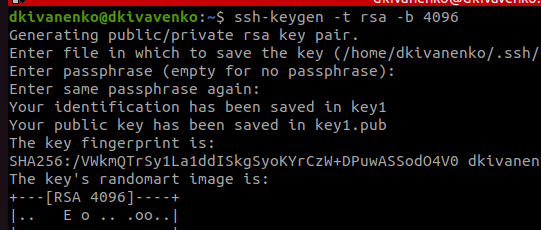 dkivanenko@dkivavenko:~$ ssh-keygen -t rsa -b 4096
Generating public/private rsa key pair.
Enter file in which to save the key (/home/dkivanenko/.ssh/
Enter passphrase (empty for no passphrase):
Enter same passphrase again:
Your identification has been saved in key1
Your public key has been saved in key1.pub
The key fingerprint is:
SHA256:/VWkmQTrSy1La1ddISkgSyoKYrCzW+DPuwASSodO4V0 dkivanen
The key's randomart image is:
+---[RSA 4096]----+
|..   E o .. .oo..|